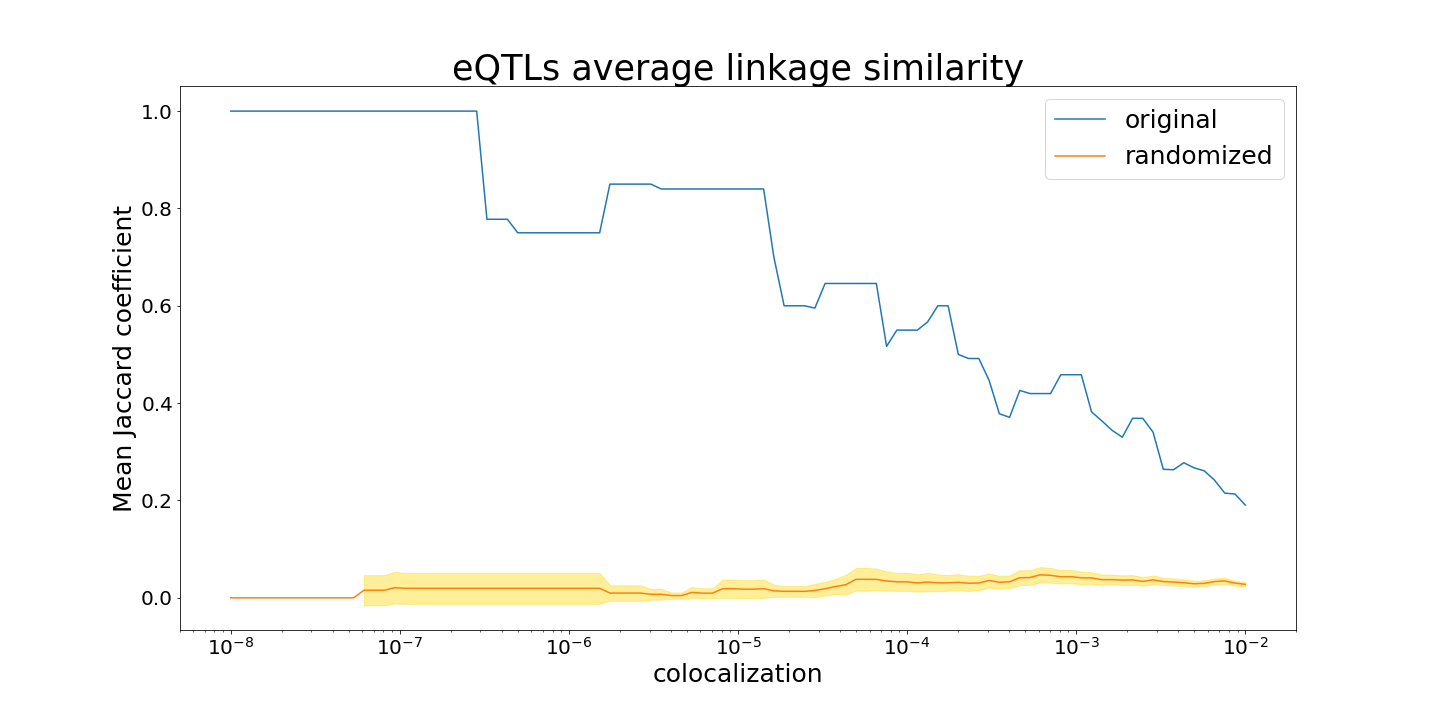 eQTLs average linkage similarity
original
randomized
Mean Jaccard coefficient
1.0
0.8
0.6
0.4
0.2
0.0
10⁻⁸ 10⁻⁷ 10⁻⁶ 10⁻⁵ 10⁻⁴ 10⁻³ 10⁻²
colocalization